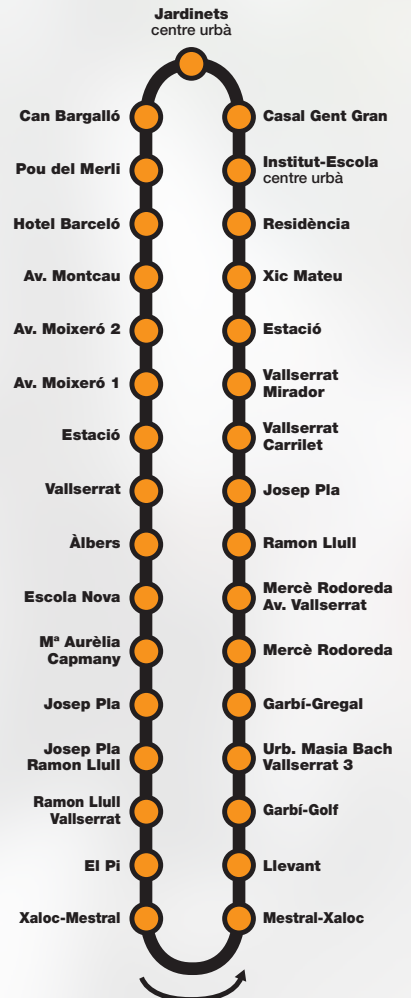 Jardinets
centre urbà
Can Bargalló
Pou del Merli
Hotel Barceló
Av. Montcau
Av. Moixeró 2
Av. Moixeró 1
Estació
Vallserrat
Àlbers
Escola Nova
Mª Aurèlia
Capmany
Josep Pla
Josep Pla
Ramon Llull
Ramon Llull
Vallserrat
El Pi
Xaloc-Mestral
Casal Gent Gran
Institut-Escola
centre urbà
Residència
Xic Mateu
Estació
Vallserrat
Mirador
Vallserrat
Carrilet
Josep Pla
Ramon Llull
Mercè Rodoreda
Av. Vallserrat
Mercè Rodoreda
Garbí-Gregal
Urb. Masia Bach
Vallserrat 3
Garbí-Golf
Llevant
Mestral-Xaloc